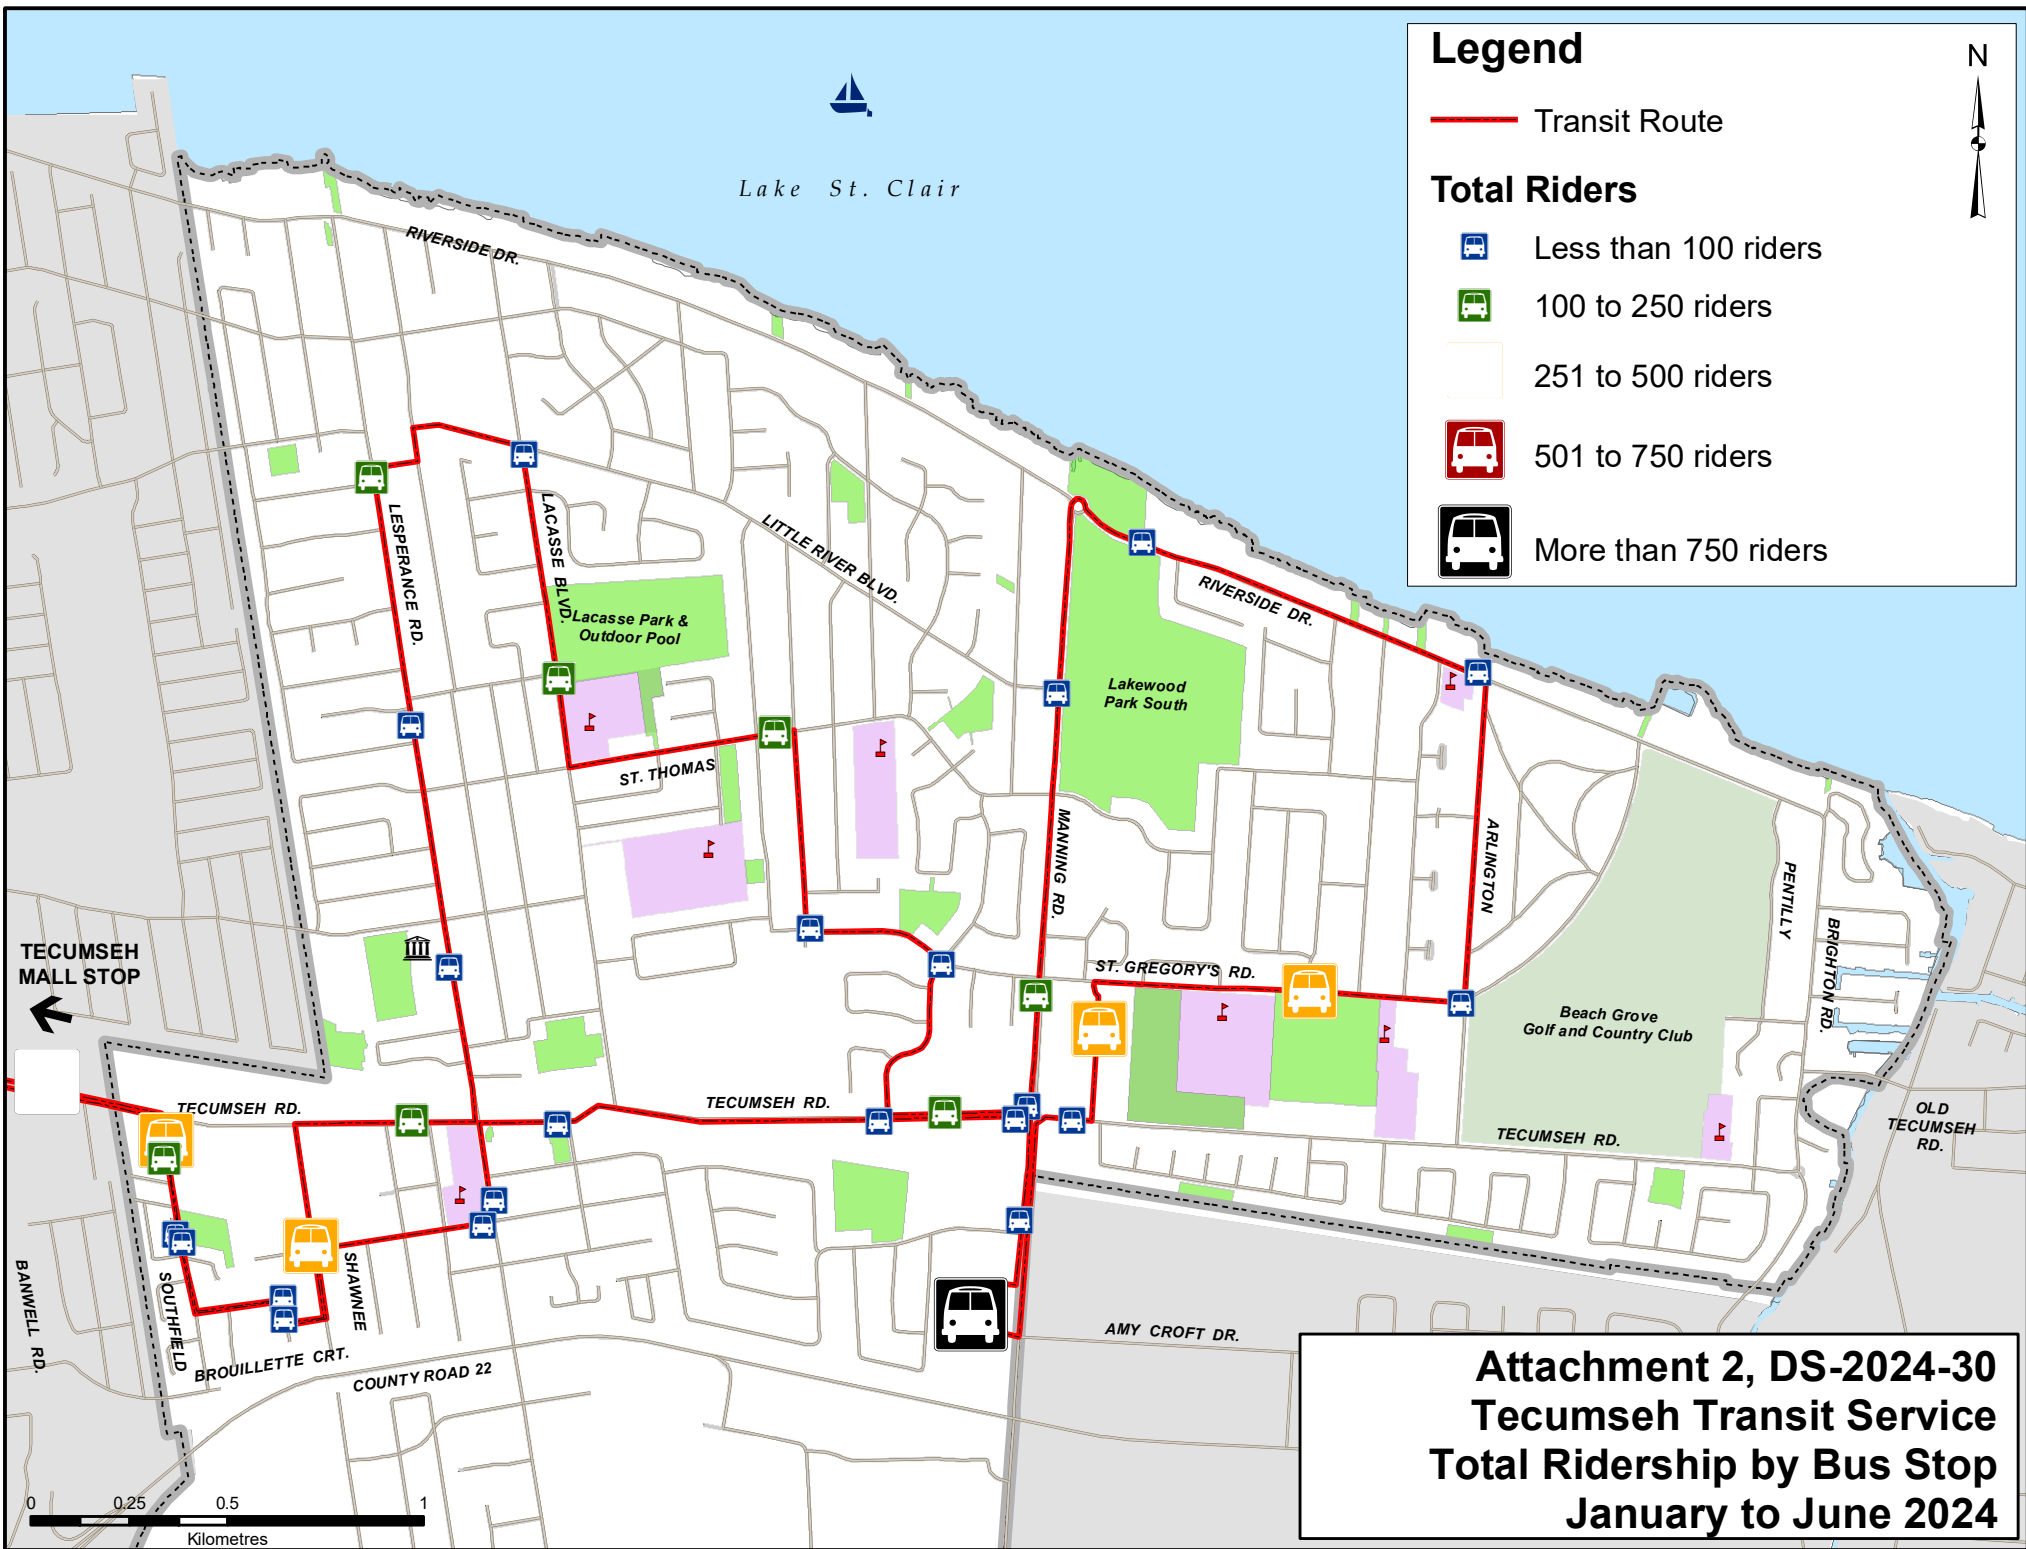 Legend
N
Transit Route
Total Riders
Less than 100 riders
100 to 250 riders
251 to 500 riders
501 to 750 riders
More than 750 riders
Lake St. Clair
RIVERSIDE DR.
LESPERANCE RD.
LACASSE BLVD.
LITTLE RIVER BLVD.
Lacasse Park &
Outdoor Pool
ST. THOMAS
RIVERSIDE DR.
Lakewood
Park South
MANNING RD.
ARLINGTON
PENTILLY
BRIGHTON RD.
TECUMSEH
MALL STOP
ST. GREGORY'S RD.
Beach Grove
Golf and Country Club
TECUMSEH RD.
TECUMSEH RD.
TECUMSEH RD.
OLD
TECUMSEH
RD.
BANWELL RD.
SOUTHFIELD
SHAWNEE
BROUILLETTE CRT.
COUNTY ROAD 22
AMY CROFT DR.
Attachment 2, DS-2024-30
Tecumseh Transit Service
Total Ridership by Bus Stop
January to June 2024
0 0.25 0.5 1
Kilometres